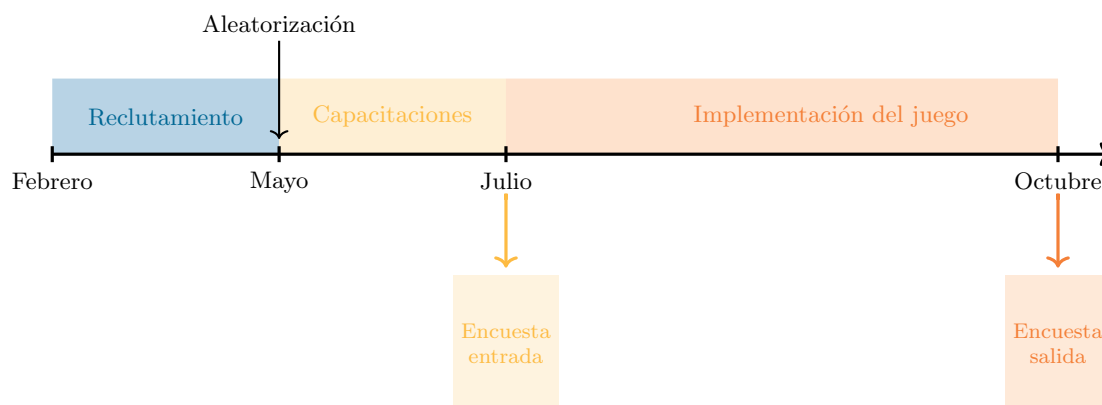 Aleatorización
Reclutamiento
Capacitaciones
Implementación del juego
Febrero
Mayo
Julio
Octubre
Encuesta
entrada
Encuesta
salida